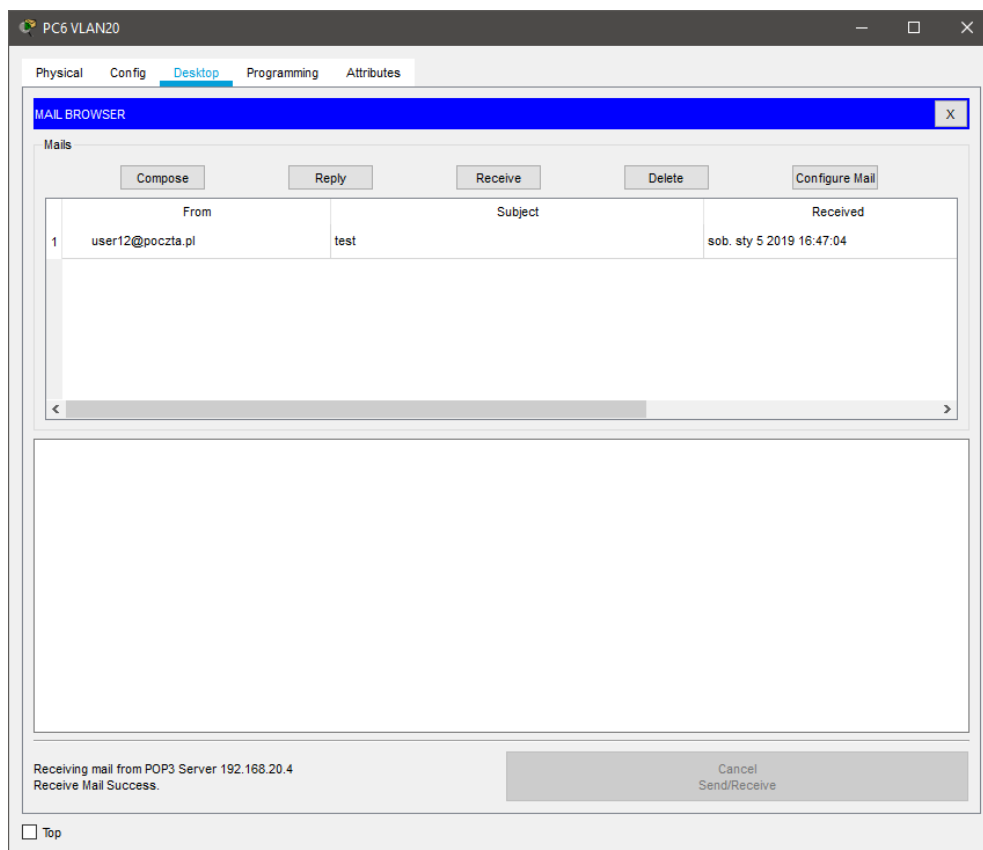 PC6 VLAN20
Physical Config Desktop Programming Attributes
MAIL BROWSER X
Mails
Compose Reply Receive Delete Configure Mail
From Subject Received
1 user12@poczta.pl test sob. sty 5 2019 16:47:04
Receiving mail from POP3 Server 192.168.20.4
Receive Mail Success.
Cancel
Send/Receive
Top